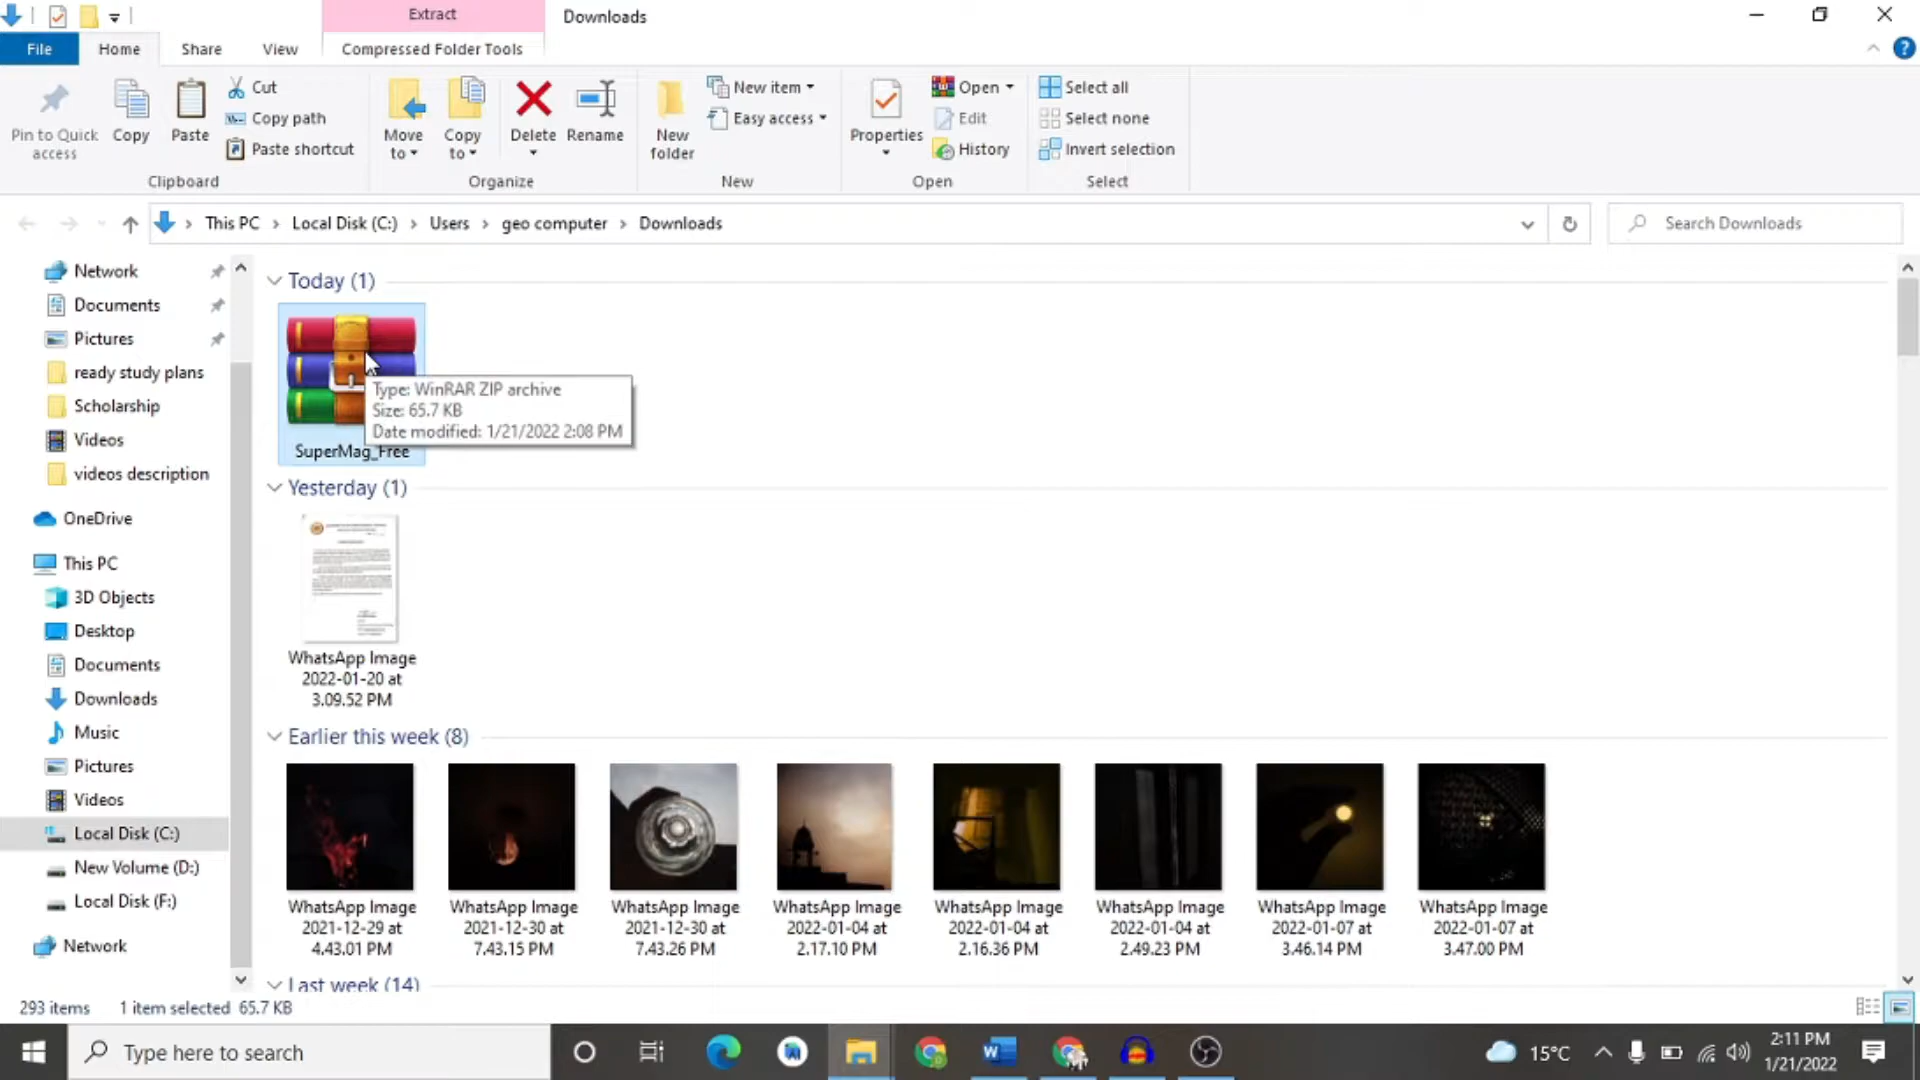 Extract
Downloads
File
Home
Share
View
Compressed Folder Tools
Pin to Quick
access
Copy
Paste
Cut
Copy path
Paste shortcut
Clipboard
Move
to
Copy
to
Delete
Rename
Organize
New
folder
New item
Easy access
New
Properties
Open
Edit
History
Open
Select all
Select none
Invert selection
Select
This PC
Local Disk (C:)
Users
geo computer
Downloads
Search Downloads
Network
Documents
Pictures
ready study plans
Scholarship
Videos
videos description
OneDrive
This PC
3D Objects
Desktop
Documents
Downloads
Music
Pictures
Videos
Local Disk (C:)
New Volume (D:)
Local Disk (F:)
Network
Today (1)
Type: WinRAR ZIP archive
Size: 65.7 KB
Date modified: 1/21/2022 2:08 PM
SuperMag_Free
Yesterday (1)
WhatsApp Image
2022-01-20 at
3.09.52 PM
Earlier this week (8)
WhatsApp Image
2021-12-29 at
4.43.01 PM
WhatsApp Image
2021-12-30 at
7.43.15 PM
WhatsApp Image
2021-12-30 at
7.43.26 PM
WhatsApp Image
2022-01-04 at
2.17.10 PM
WhatsApp Image
2022-01-04 at
2.16.36 PM
WhatsApp Image
2022-01-04 at
2.49.23 PM
WhatsApp Image
2022-01-07 at
3.46.14 PM
WhatsApp Image
2022-01-07 at
3.47.00 PM
Last week (14)
293 items
1 item selected 65.7 KB
Type here to search
15°C
2:11 PM
1/21/2022